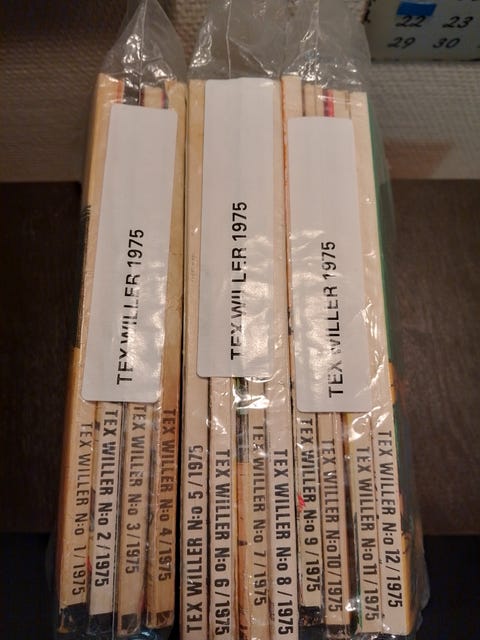 22 23
29 30
TEX WILLER 1975
TEX WILLER 1975
TEX WILLER 1975
TEX WILLER N:o 1/1975
TEX WILLER N:o 2/1975
TEX WILLER N:o 3/1975
TEX WILLER N:o 4/1975
TEX WILLER N:o 5/1975
TEX WILLER N:o 6/1975
TEX WILLER N:o 7/1975
TEX WILLER N:o 8/1975
TEX WILLER N:o 9/1975
TEX WILLER N:o 10/1975
TEX WILLER N:o 11/1975
TEX WILLER N:o 12/1975